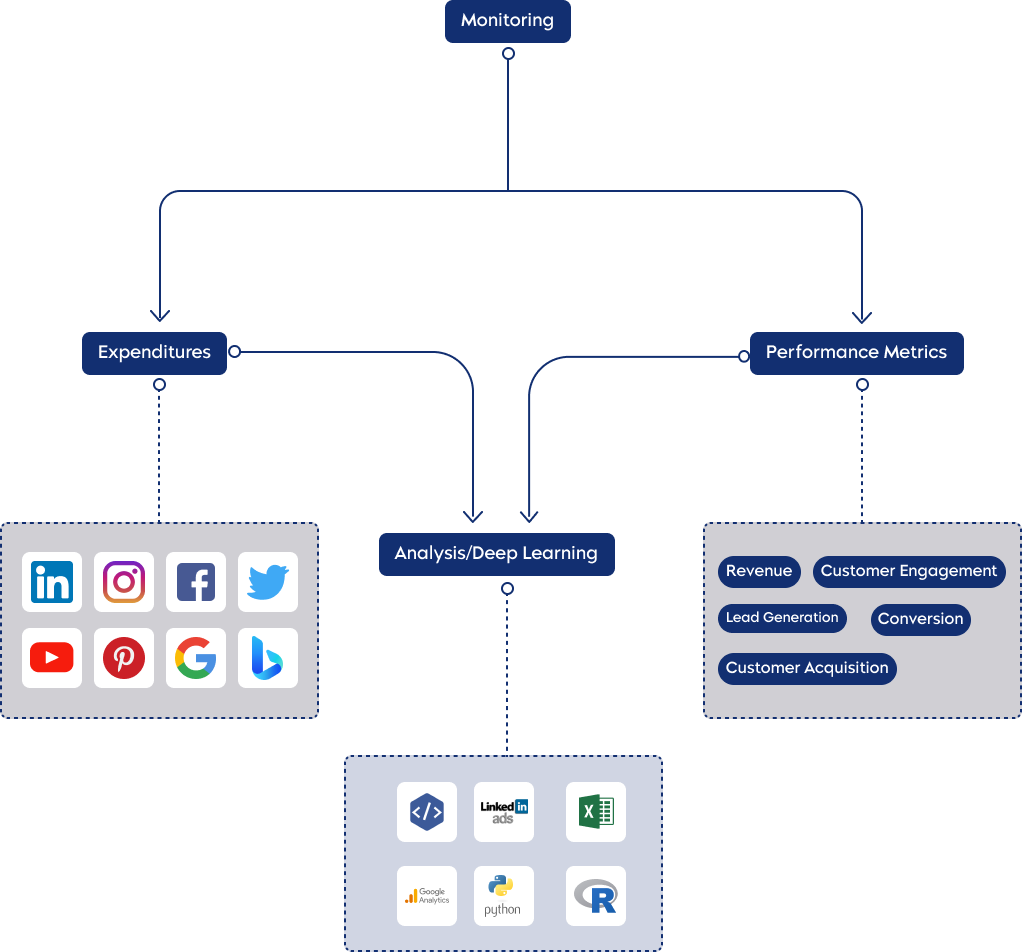 Monitoring
Expenditures
Performance Metrics
Analysis/Deep Learning
in
Revenue
Customer Engagement
Lead Generation
Conversion
Customer Acquisition
</>
Linked in
ads
X
Google
Analytics
python
R